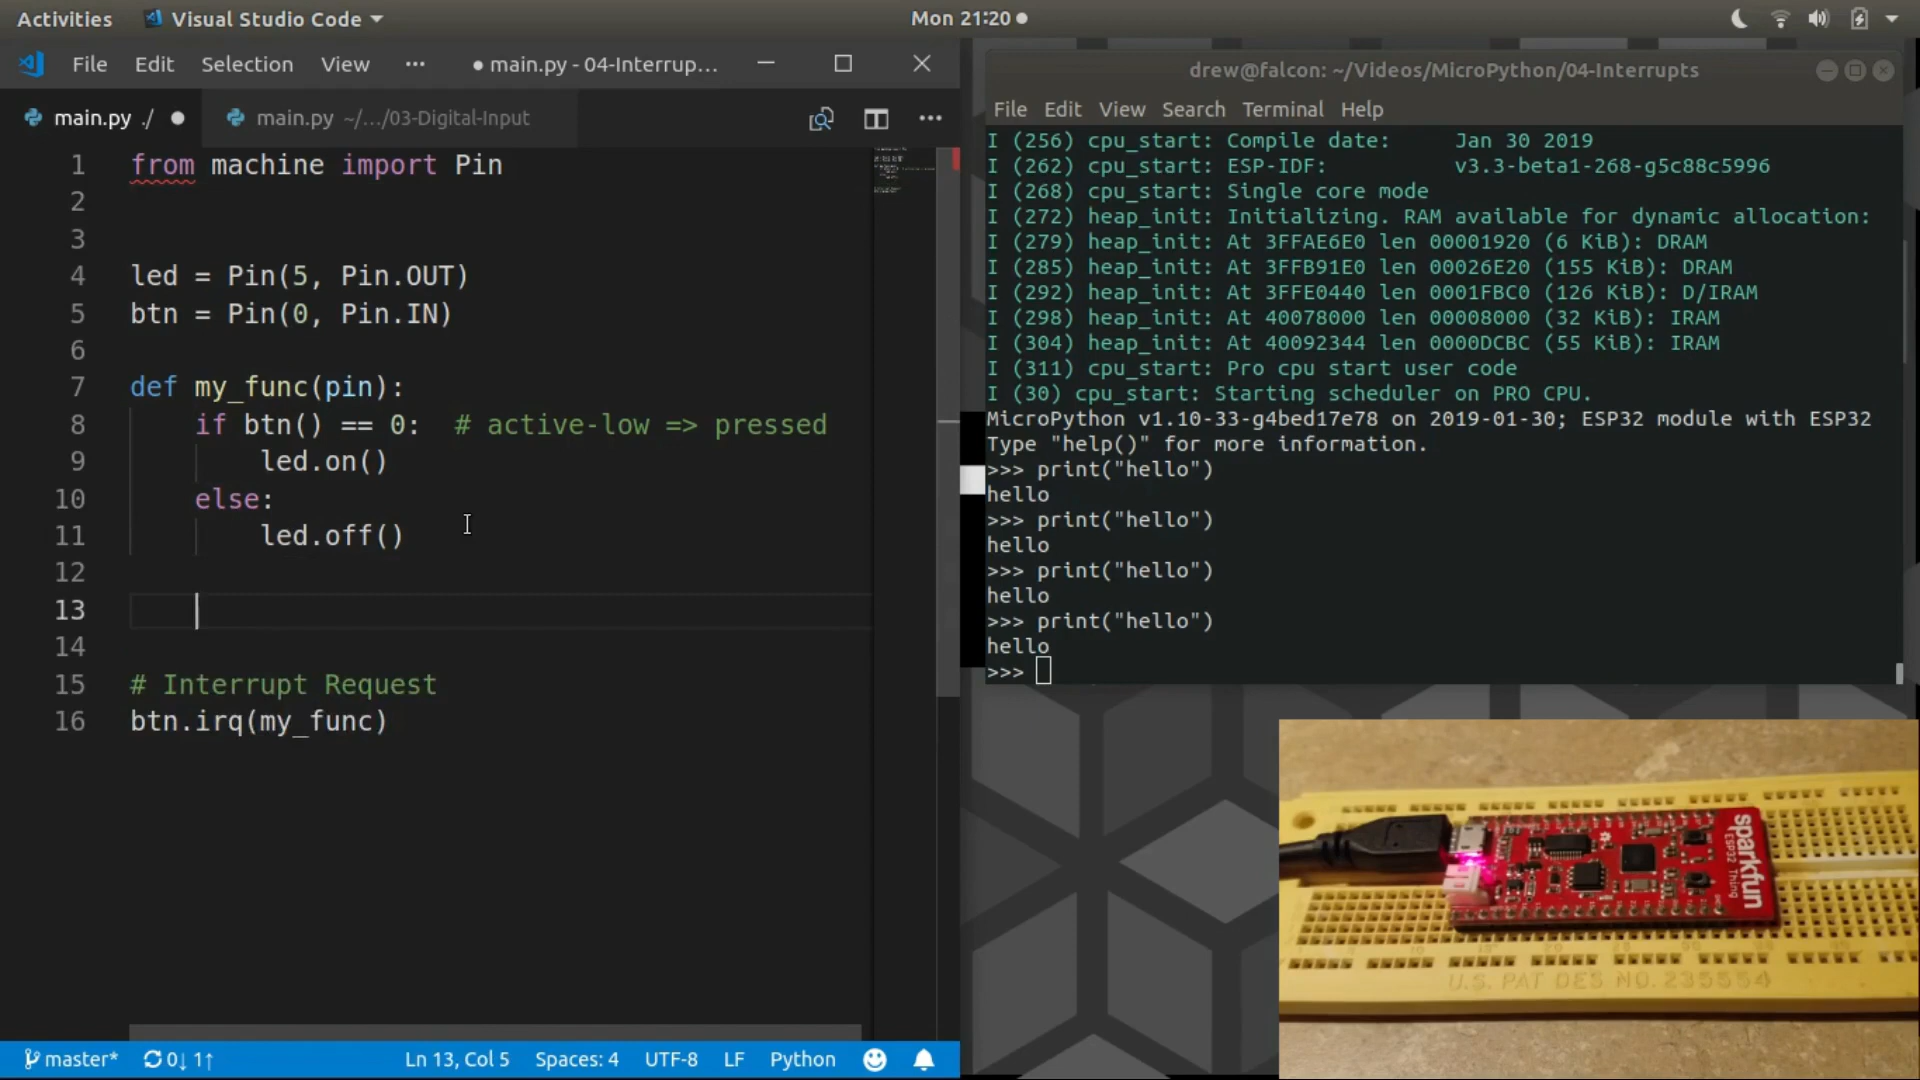 Activities
Visual Studio Code
Mon 21:20
File Edit Selection View ··· ● main.py - 04-Interrup...
main.py ./ ●
main.py ~/.../03-Digital-Input
1 from machine import Pin
2
3
4 led = Pin(5, Pin.OUT)
5 btn = Pin(0, Pin.IN)
6
7 def my_func(pin):
8 if btn() == 0: # active-low => pressed
9 led.on()
10 else:
11 led.off()
12
13
14
15 # Interrupt Request
16 btn.irq(my_func)
master* 0↓ 1↑ Ln 13, Col 5 Spaces: 4 UTF-8 LF Python
drew@falcon: ~/Videos/MicroPython/04-Interrupts
File Edit View Search Terminal Help
I (256) cpu_start: Compile date: Jan 30 2019
I (262) cpu_start: ESP-IDF: v3.3-beta1-268-g5c88c5996
I (268) cpu_start: Single core mode
I (272) heap_init: Initializing. RAM available for dynamic allocation:
I (279) heap_init: At 3FFAE6E0 len 00001920 (6 KiB): DRAM
I (285) heap_init: At 3FFB91E0 len 00026E20 (155 KiB): DRAM
I (292) heap_init: At 3FFE0440 len 0001FBC0 (126 KiB): D/IRAM
I (298) heap_init: At 40078000 len 00008000 (32 KiB): IRAM
I (304) heap_init: At 40092344 len 0000DCBC (55 KiB): IRAM
I (311) cpu_start: Pro cpu start user code
I (30) cpu_start: Starting scheduler on PRO CPU.
MicroPython v1.10-33-g4bed17e78 on 2019-01-30; ESP32 module with ESP32
Type "help()" for more information.
>>> print("hello")
hello
>>> print("hello")
hello
>>> print("hello")
hello
>>> print("hello")
hello
>>>
sparkfun
ESP32 Thing
U.S. PAT DES NO. 235554